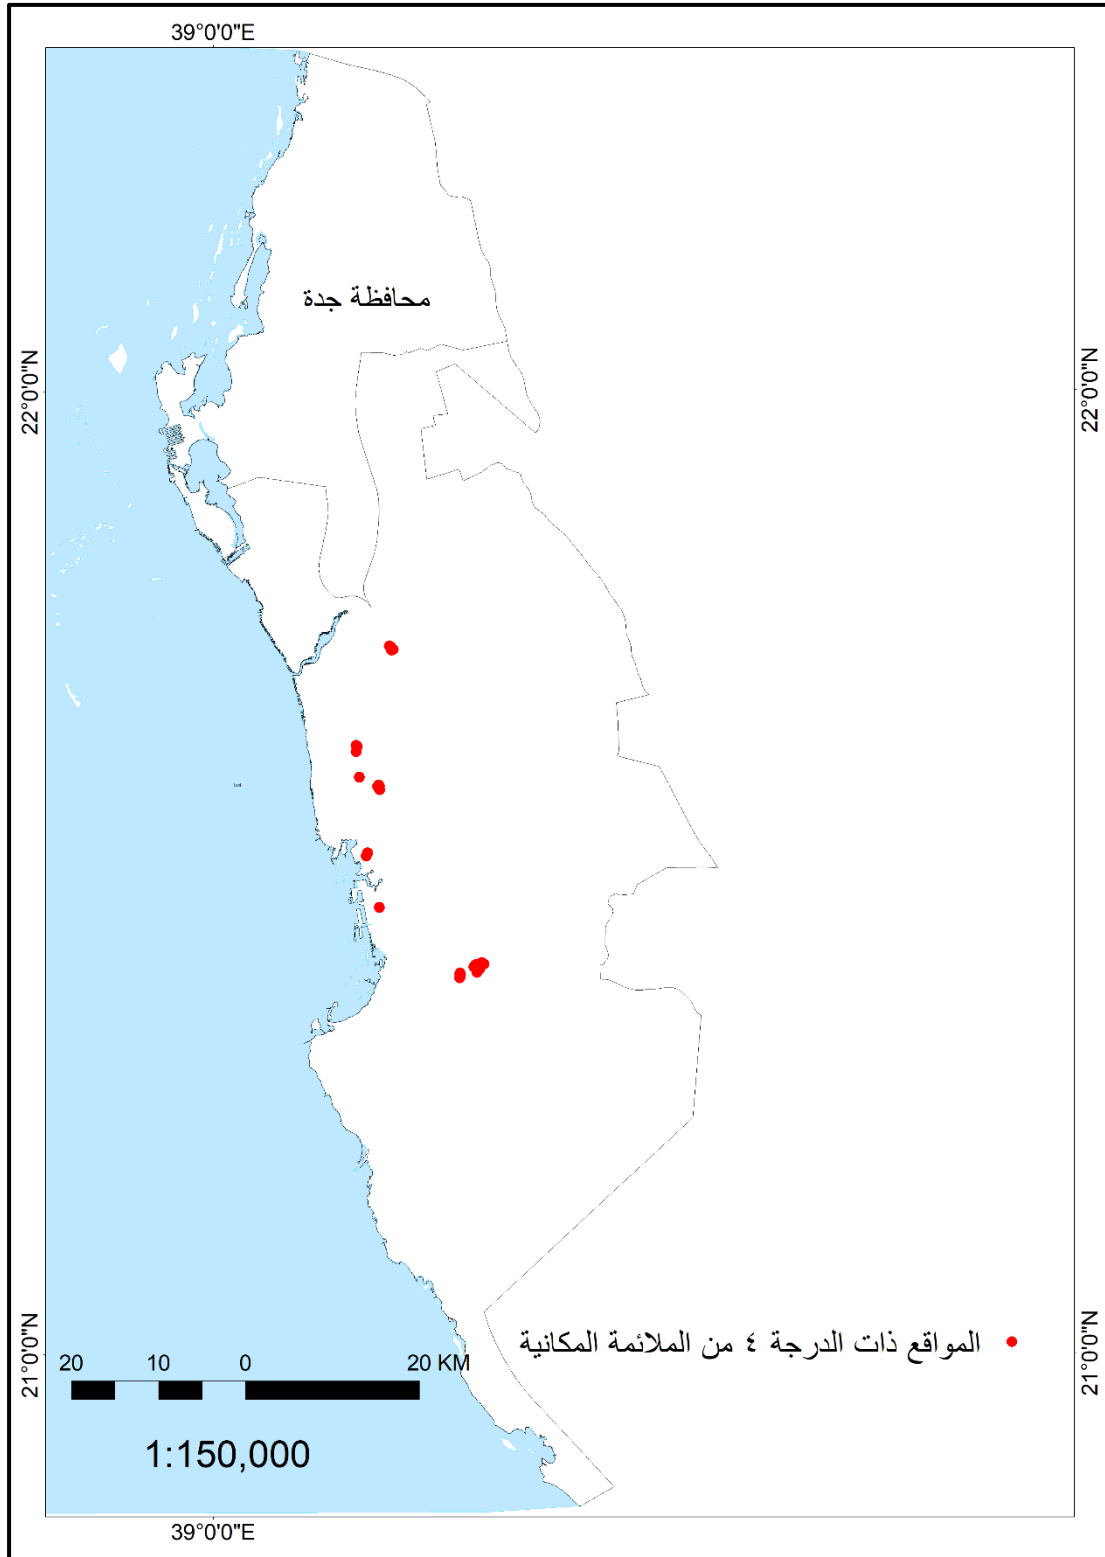 39°0'0"E
محافظة جدة
22°0'0"N
22°0'0"N
المواقع ذات الدرجة ٤ من الملائمة المكانية
21°0'0"N
21°0'0"N
20 10 0 20 KM
1:150,000
39°0'0"E